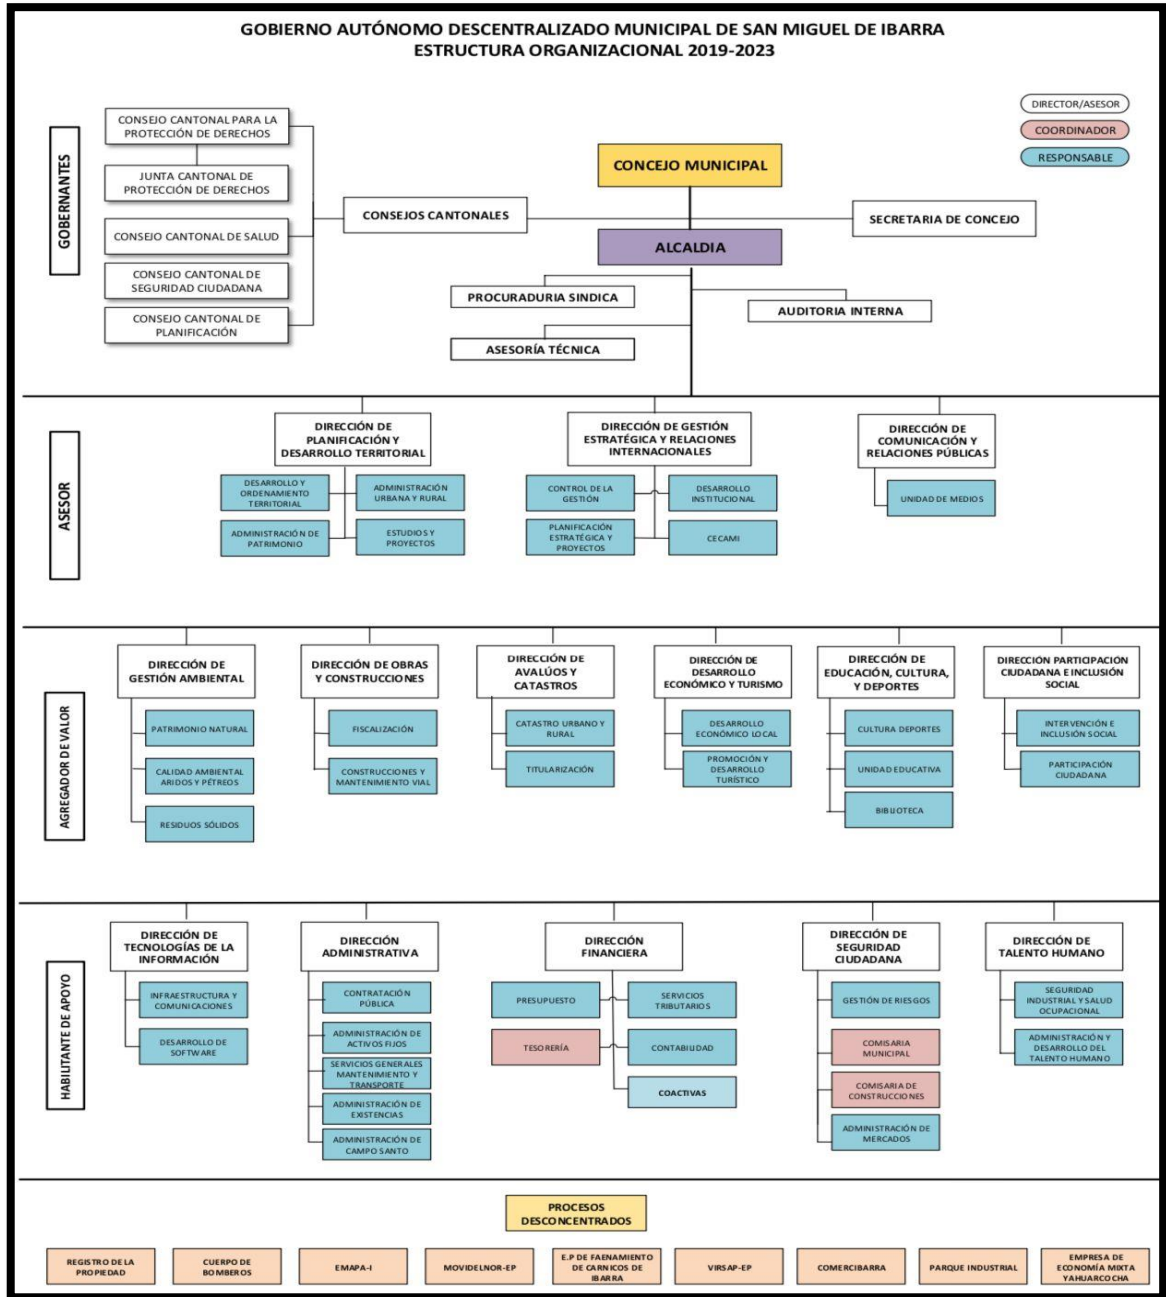 GOBIERNO AUTÓNOMO DESCENTRALIZADO MUNICIPAL DE SAN MIGUEL DE IBARRA
ESTRUCTURA ORGANIZACIONAL 2019-2023
DIRECTOR/ASESOR
COORDINADOR
RESPONSABLE
GOBERNANTES
CONSEJO CANTONAL PARA LA
PROTECCIÓN DE DERECHOS
JUNTA CANTONAL DE
PROTECCIÓN DE DERECHOS
CONSEJO CANTONAL DE SALUD
CONSEJO CANTONAL DE
SEGURIDAD CIUDADANA
CONSEJO CANTONAL DE
PLANIFICACIÓN
CONSEJOS CANTONALES
CONCEJO MUNICIPAL
SECRETARIA DE CONCEJO
ALCALDIA
PROCURADURIA SINDICA
AUDITORIA INTERNA
ASESORÍA TÉCNICA
ASESOR
DIRECCIÓN DE
PLANIFICACIÓN Y
DESARROLLO TERRITORIAL
DESARROLLO Y
ORDENAMIENTO
TERRITORIAL
ADMINISTRACIÓN
URBANA Y RURAL
ADMINISTRACIÓN DE
PATRIMONIO
ESTUDIOS Y
PROYECTOS
DIRECCIÓN DE GESTIÓN
ESTRATÉGICA Y RELACIONES
INTERNACIONALES
CONTROL DE LA
GESTIÓN
DESARROLLO
INSTITUCIONAL
PLANIFICACIÓN
ESTRATÉGICA Y
PROYECTOS
CECAMI
DIRECCIÓN DE
COMUNICACIÓN Y
RELACIONES PÚBLICAS
UNIDAD DE MEDIOS
AGREGADOR DE VALOR
DIRECCIÓN DE
GESTIÓN AMBIENTAL
PATRIMONIO NATURAL
CALIDAD AMBIENTAL
ARIDOS Y PÉTREOS
RESIDUOS SÓLIDOS
DIRECCIÓN DE OBRAS
Y CONSTRUCCIONES
FISCALIZACIÓN
CONSTRUCCIONES Y
MANTENIMIENTO VIAL
DIRECCIÓN DE
AVALÚOS Y
CATASTROS
CATASTRO URBANO Y
RURAL
TITULARIZACIÓN
DIRECCIÓN DE
DESARROLLO
ECONÓMICO Y TURISMO
DESARROLLO
ECONÓMICO LOCAL
PROMOCIÓN Y
DESARROLLO
TURÍSTICO
DIRECCIÓN DE
EDUCACIÓN, CULTURA,
Y DEPORTES
CULTURA DEPORTES
UNIDAD EDUCATIVA
BIBLIOTECA
DIRECCIÓN PARTICIPACIÓN
CIUDADANA E INCLUSIÓN
SOCIAL
INTERVENCIÓN E
INCLUSIÓN SOCIAL
PARTICIPACIÓN
CIUDADANA
HABILITANTE DE APOYO
DIRECCIÓN DE
TECNOLOGÍAS DE LA
INFORMACIÓN
INFRAESTRUCTURA Y
COMUNICACIONES
DESARROLLO DE
SOFTWARE
DIRECCIÓN
ADMINISTRATIVA
CONTRATACIÓN
PÚBLICA
ADMINISTRACIÓN DE
ACTIVOS FIJOS
SERVICIOS GENERALES
MANTENIMIENTO Y
TRANSPORTE
ADMINISTRACIÓN DE
EXISTENCIAS
ADMINISTRACIÓN DE
CAMPO SANTO
DIRECCIÓN
FINANCIERA
PRESUPUESTO
SERVICIOS
TRIBUTARIOS
TESORERÍA
CONTABILIDAD
COACTIVAS
DIRECCIÓN DE
SEGURIDAD
CIUDADANA
GESTIÓN DE RIESGOS
COMISARIA
MUNICIPAL
COMISARIA DE
CONSTRUCCIONES
ADMINISTRACIÓN DE
MERCADOS
DIRECCIÓN DE
TALENTO HUMANO
SEGURIDAD
INDUSTRIAL Y SALUD
OCUPACIONAL
ADMINISTRACIÓN Y
DESARROLLO DEL
TALENTO HUMANO
PROCESOS
DESCONCENTRADOS
REGISTRO DE LA
PROPIEDAD
CUERPO DE
BOMBEROS
EMAPA-I
MOVIDELNOR-EP
E.P DE FAENAMIENTO
DE CARNICOS DE
IBARRA
VIRSAP-EP
COMERCIBARRA
PARQUE INDUSTRIAL
EMPRESA DE
ECONOMÍA MIXTA
YAHUARCOCHA